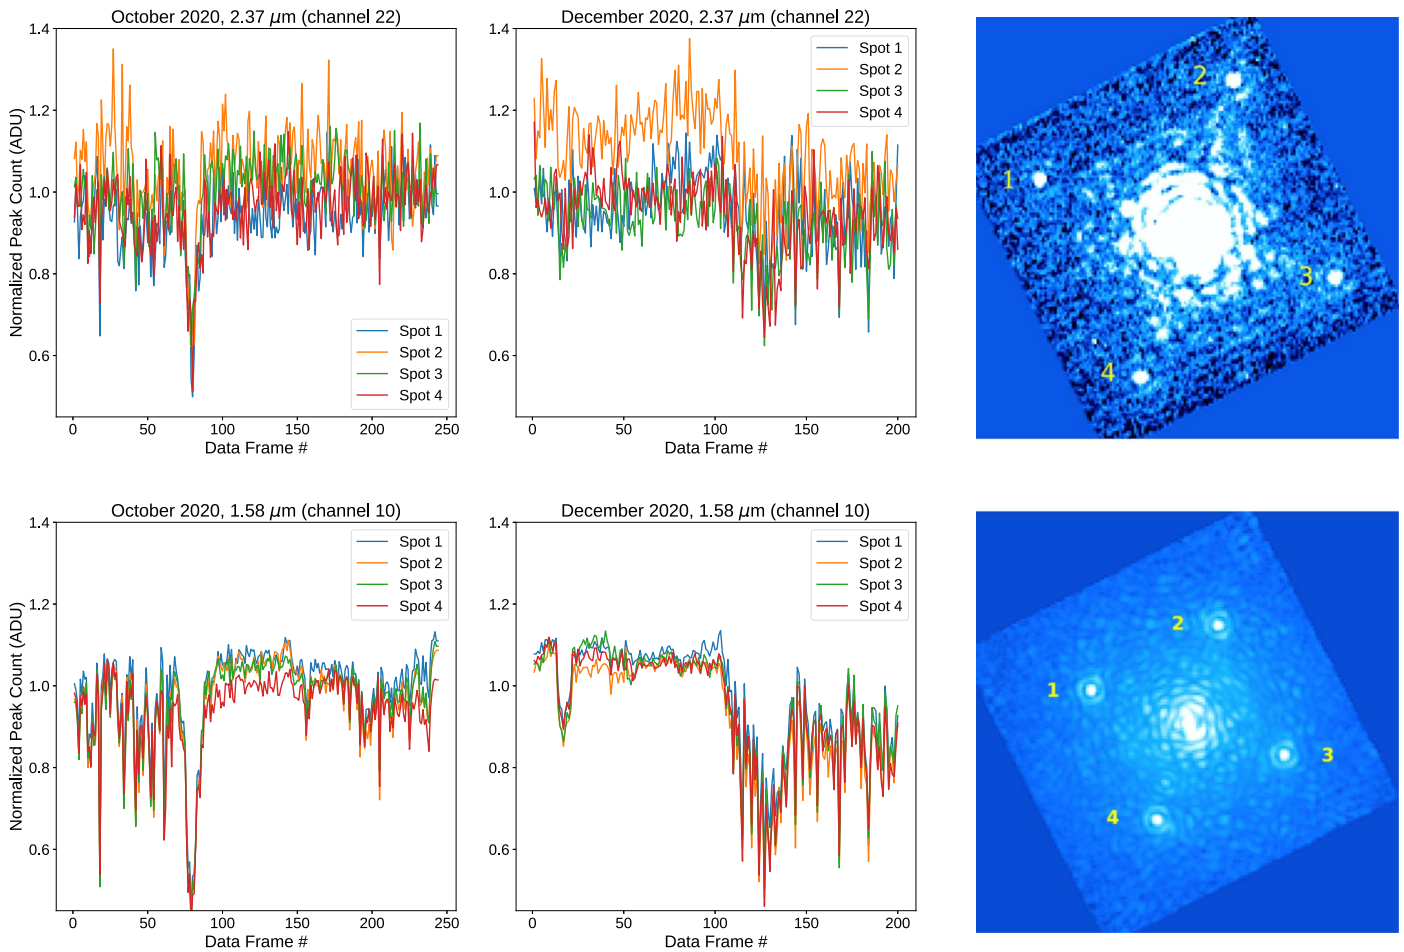 October 2020, 2.37 μm (channel 22)
December 2020, 2.37 μm (channel 22)
Normalized Peak Count (ADU)
1.4
1.2
1.0
0.8
0.6
0
50
100
150
200
250
Data Frame #
Spot 1
Spot 2
Spot 3
Spot 4
1.4
1.2
1.0
0.8
0.6
0
50
100
150
200
Data Frame #
Spot 1
Spot 2
Spot 3
Spot 4
2
1
3
4
October 2020, 1.58 μm (channel 10)
December 2020, 1.58 μm (channel 10)
Normalized Peak Count (ADU)
1.4
1.2
1.0
0.8
0.6
0
50
100
150
200
250
Data Frame #
Spot 1
Spot 2
Spot 3
Spot 4
1.4
1.2
1.0
0.8
0.6
0
50
100
150
200
Data Frame #
Spot 1
Spot 2
Spot 3
Spot 4
2
1
3
4